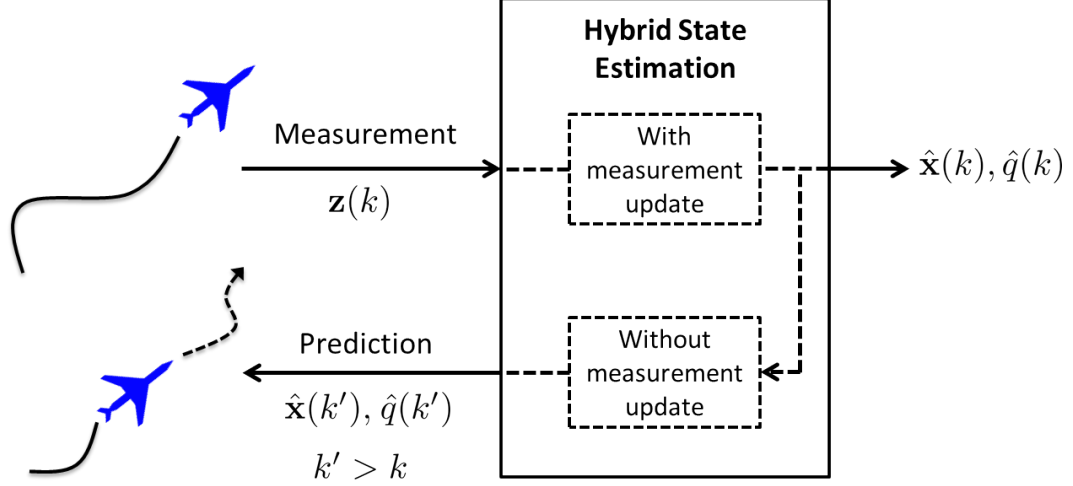 Hybrid State
Estimation
Measurement
𝐳(k)
With
measurement
update
𝐱̂(k), q̂(k)
Prediction
𝐱̂(k′), q̂(k′)
k′ > k
Without
measurement
update